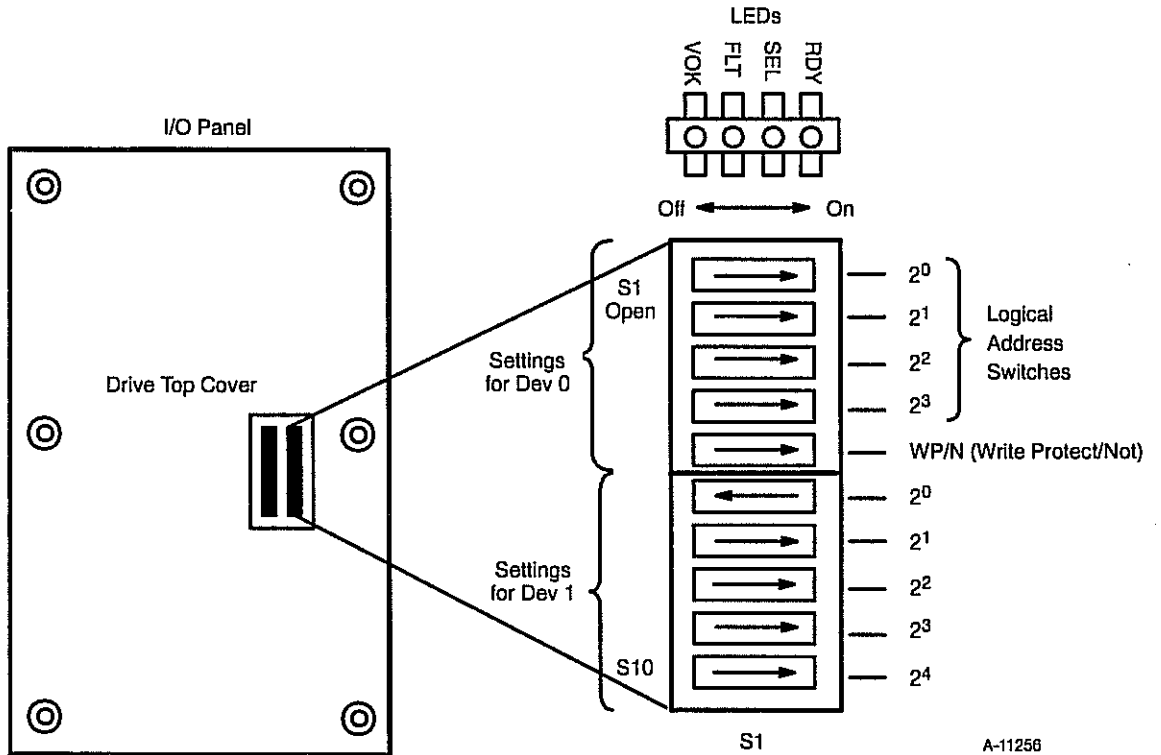 LEDs
VOK FLT SEL RDY
I/O Panel
Off On
S1
Open
Settings
for Dev 0
Drive Top Cover
2⁰
2¹
2²
2³
Logical
Address
Switches
WP/N (Write Protect/Not)
2⁰
2¹
2²
2³
2⁴
Settings
for Dev 1
S10
S1
A-11256